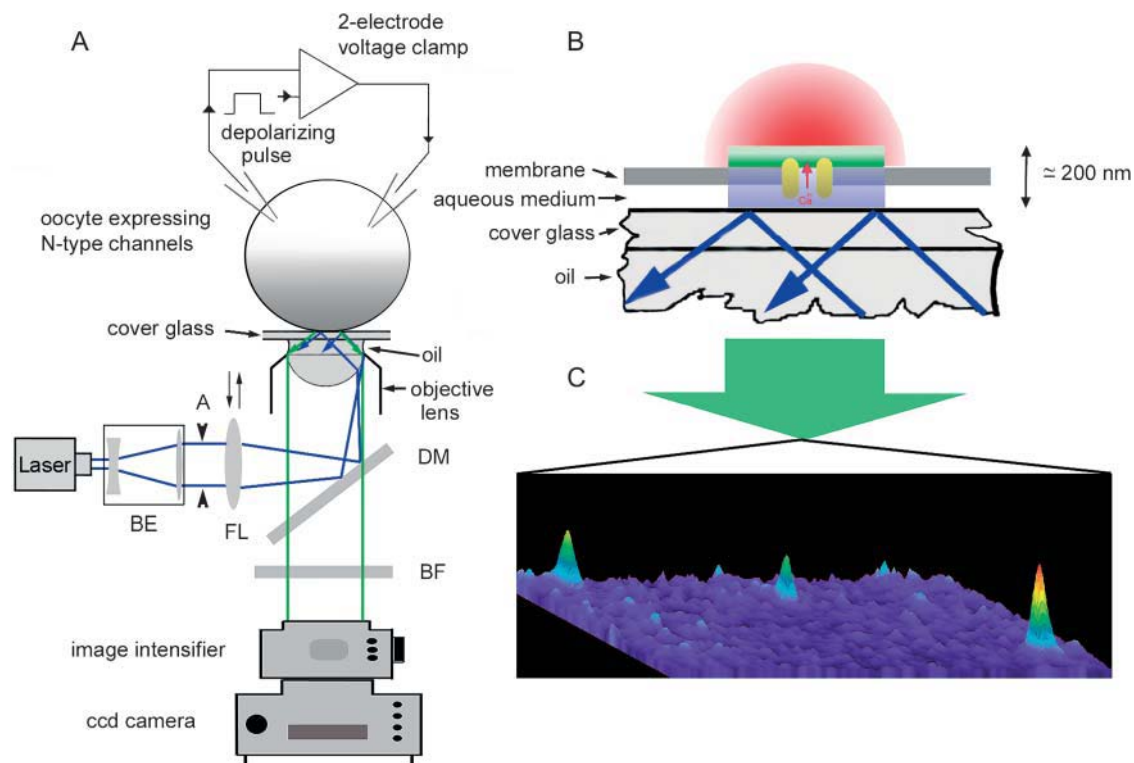 A
2-electrode
voltage clamp
depolarizing
pulse
oocyte expressing
N-type channels
cover glass
oil
objective
lens
A
Laser
DM
BE
FL
BF
image intensifier
ccd camera
B
membrane
aqueous medium
cover glass
oil
Ca
≃ 200 nm
C